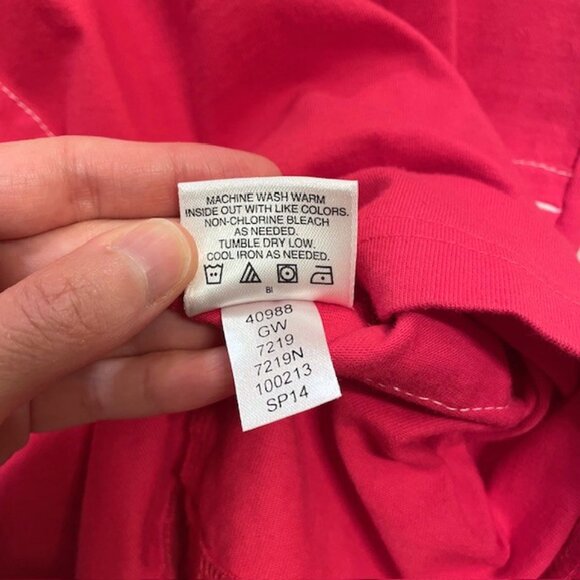 MACHINE WASH WARM
INSIDE OUT WITH LIKE COLORS.
NON-CHLORINE BLEACH
AS NEEDED.
TUMBLE DRY LOW.
COOL IRON AS NEEDED.
BI
40988
GW
7219
7219N
100213
SP14